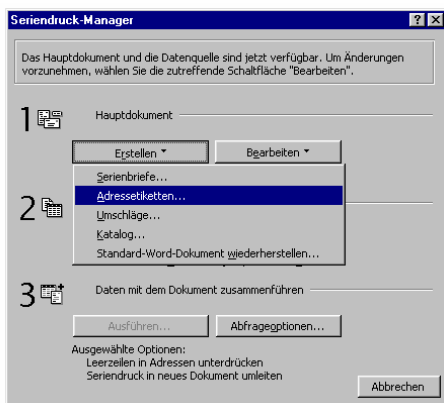 Seriendruck-Manager
Das Hauptdokument und die Datenquelle sind jetzt verfügbar. Um Änderungen
vorzunehmen, wählen Sie die zutreffende Schaltfläche "Bearbeiten".
1 Hauptdokument
Erstellen Bearbeiten
Serienbriefe...
Adressetiketten...
2
Umschläge...
Katalog...
Standard-Word-Dokument wiederherstellen...
3 Daten mit dem Dokument zusammenführen
Ausführen... Abfrageoptionen...
Ausgewählte Optionen:
Leerzeilen in Adressen unterdrücken
Seriendruck in neues Dokument umleiten
Abbrechen